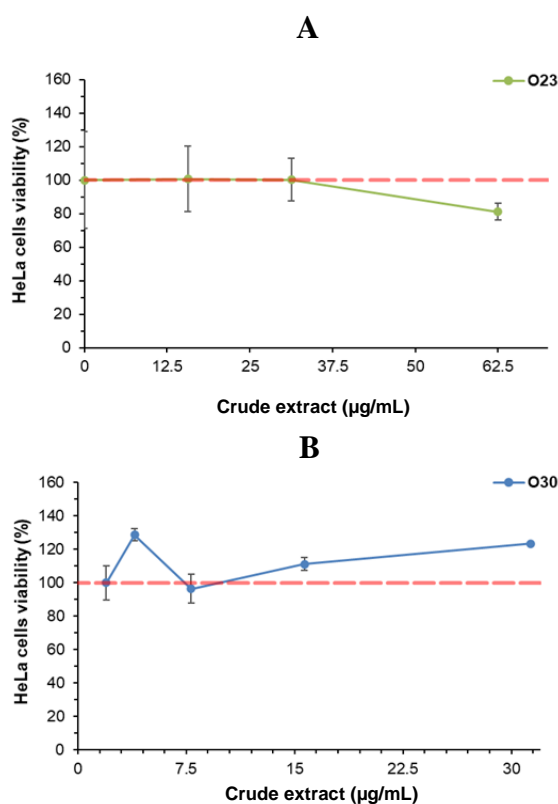 A
O23
HeLa cells viability (%)
160
140
120
100
80
60
40
20
0
0 12.5 25 37.5 50 62.5
Crude extract (µg/mL)
B
O30
HeLa cells viability (%)
160
140
120
100
80
60
40
20
0
0 7.5 15 22.5 30
Crude extract (µg/mL)